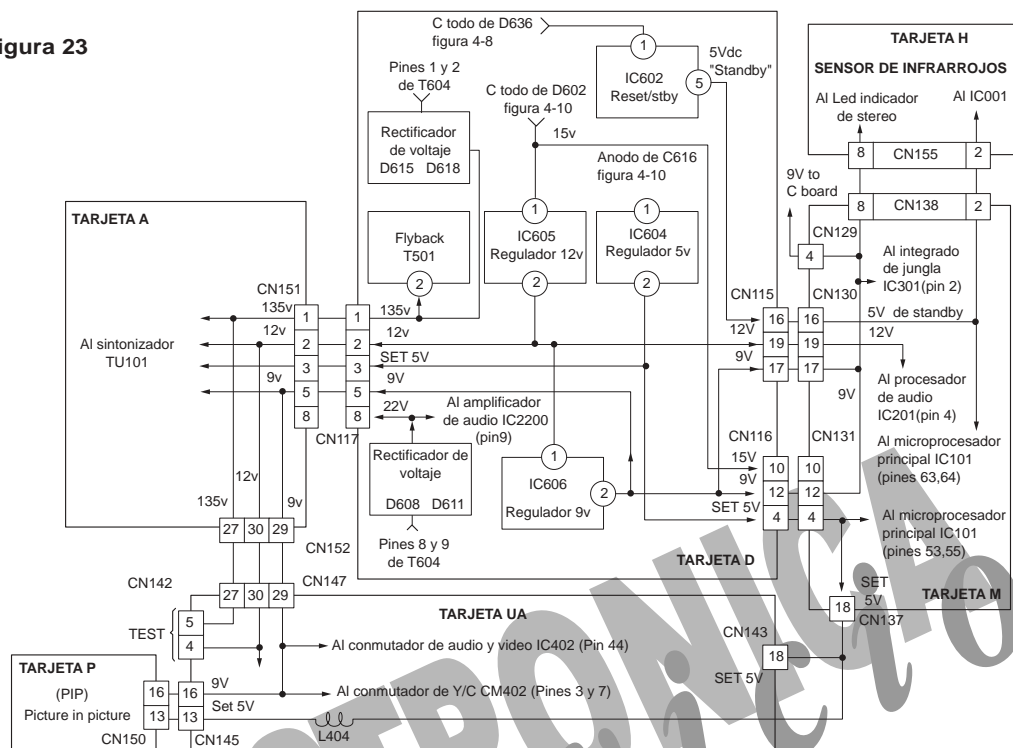 igura 23
C todo de D636
figura 4-8
1
IC602
Reset/stby
5
5Vdc
"Standby"
TARJETA H
SENSOR DE INFRARROJOS
Al Led indicador
de stereo
Al IC001
8 CN155 2
8 CN138 2
Pines 1 y 2
de T604
Rectificador
de voltaje
D615 D618
C todo de D602
figura 4-10
15v
Anodo de C616
figura 4-10
9V to
C board
CN129
4
Al integrado
de jungla
IC301(pin 2)
TARJETA A
Flyback
T501
2
1
IC605
Regulador 12v
2
1
IC604
Regulador 5v
2
CN151
135v
12v
9v
Al sintonizador
TU101
1
2
3
5
8
1
2
3
5
8
135v
12v
SET 5V
9V
22V
CN117
Al amplificador
de audio IC2200
(pin9)
Rectificador de
voltaje
D608 D611
Pines 8 y 9
de T604
1
IC606
Regulador 9v
2
CN115
12V
9V
16
19
17
CN130
16
19
17
5V de standby
12V
9V
Al procesador
de audio
IC201(pin 4)
CN116
15V
9V
SET 5V
10
12
4
CN131
10
12
4
Al microprocesador
principal IC101
(pines 63,64)
Al microprocesador
principal IC101
(pines 53,55)
TARJETA D
SET
5V
18
CN137
TARJETA M
12v
135v
9v
27 30 29
CN152
CN142
27 30 29
CN147
TARJETA UA
TEST
5
4
Al conmutador de audio y video IC402 (Pin 44)
CN143
18
SET 5V
TARJETA P
(PIP)
Picture in picture
16
13
16
13
9V
Set 5V
Al conmutador de Y/C CM402 (Pines 3 y 7)
CN150
CN145
L404